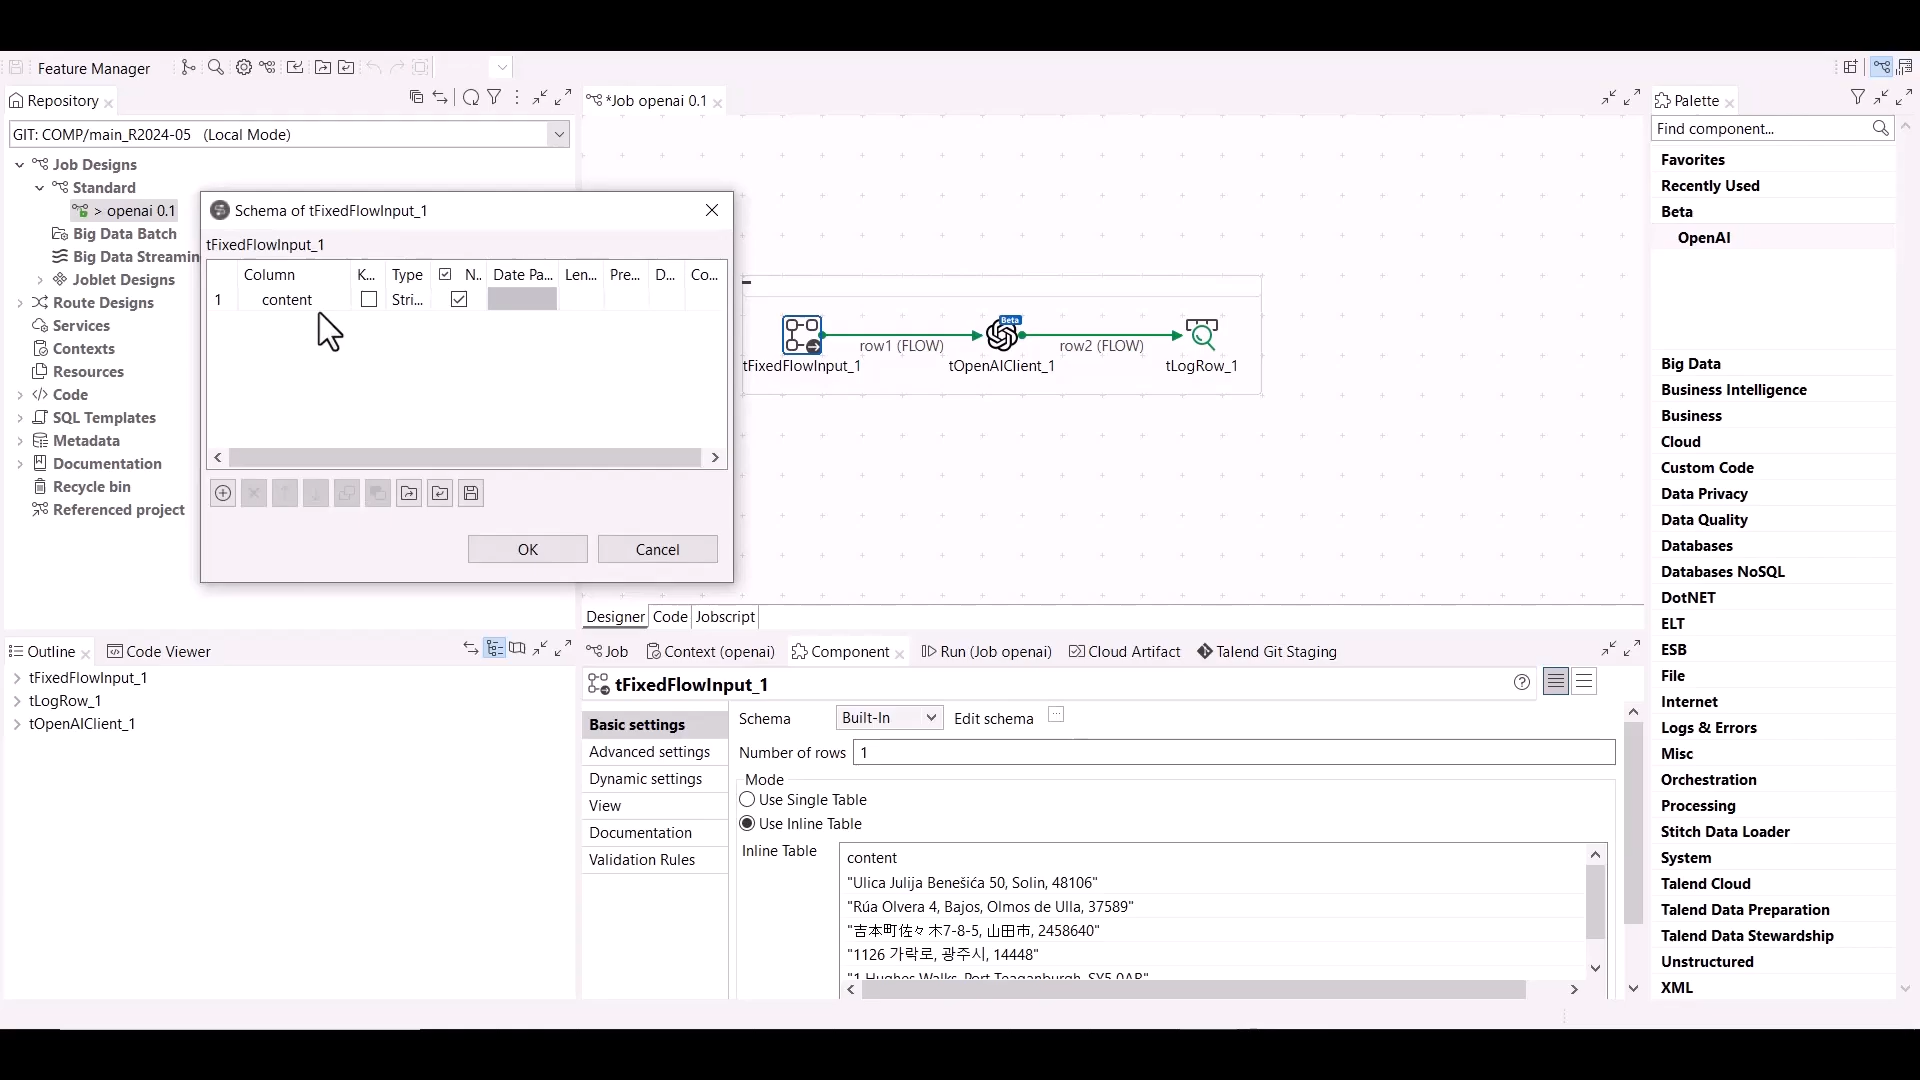 Feature Manager
Repository
GIT: COMP/main_R2024-05 (Local Mode)
Job Designs
Standard
> openai 0.1
Big Data Batch
Big Data Streamin
Joblet Designs
Route Designs
Services
Contexts
Resources
Code
SQL Templates
Metadata
Documentation
Recycle bin
Referenced project
Schema of tFixedFlowInput_1
tFixedFlowInput_1
Column K... Type N.. Date Pa... Len... Pre... D... Co...
1 content Stri...
OK Cancel
*Job openai 0.1
Beta
row1 (FLOW) row2 (FLOW)
tFixedFlowInput_1 tOpenAIClient_1 tLogRow_1
Designer Code Jobscript
Palette
Find component...
Favorites
Recently Used
Beta
OpenAI
Big Data
Business Intelligence
Business
Cloud
Custom Code
Data Privacy
Data Quality
Databases
Databases NoSQL
DotNET
ELT
ESB
File
Internet
Logs & Errors
Misc
Orchestration
Processing
Stitch Data Loader
System
Talend Cloud
Talend Data Preparation
Talend Data Stewardship
Unstructured
XML
Outline Code Viewer
tFixedFlowInput_1
tLogRow_1
tOpenAIClient_1
Job Context (openai) Component Run (Job openai) Cloud Artifact Talend Git Staging
tFixedFlowInput_1
Basic settings
Advanced settings
Dynamic settings
View
Documentation
Validation Rules
Schema Built-In Edit schema ...
Number of rows 1
Mode
Use Single Table
Use Inline Table
Inline Table
content
"Ulica Julija Benešića 50, Solin, 48106"
"Rúa Olvera 4, Bajos, Olmos de Ulla, 37589"
"吉本町佐々木7-8-5, 山田市, 2458640"
"1126 가락로, 광주시, 14448"
"1 Hughes Walks, Port Teaganburgh, SY5 0AR"